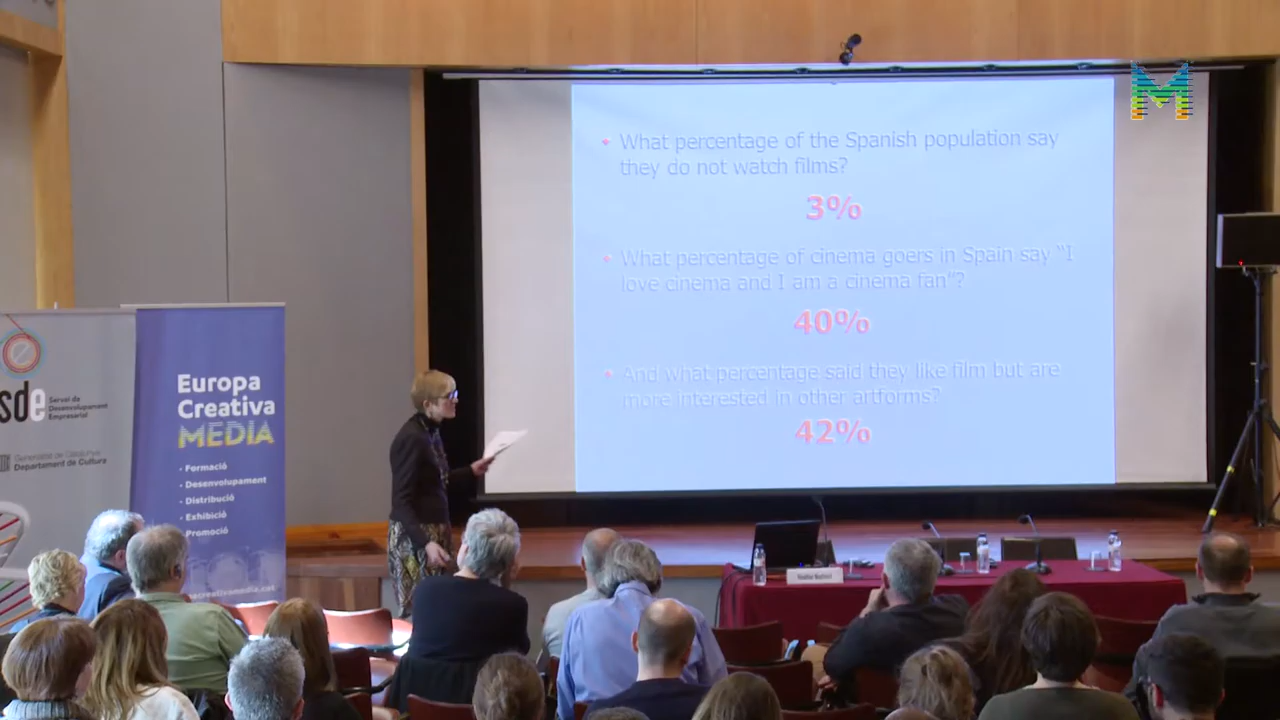 What percentage of the Spanish population say
they do not watch films?
3%
What percentage of cinema goers in Spain say “I
love cinema and I am a cinema fan”?
40%
And what percentage said they like film but are
more interested in other artforms?
42%
M
sde
Servei de
Desenvolupament
Empresarial
Generalitat de Catalunya
Departament de Cultura
Europa
Creativa
MEDIA
· Formació
· Desenvolupament
· Distribució
· Exhibició
· Promoció